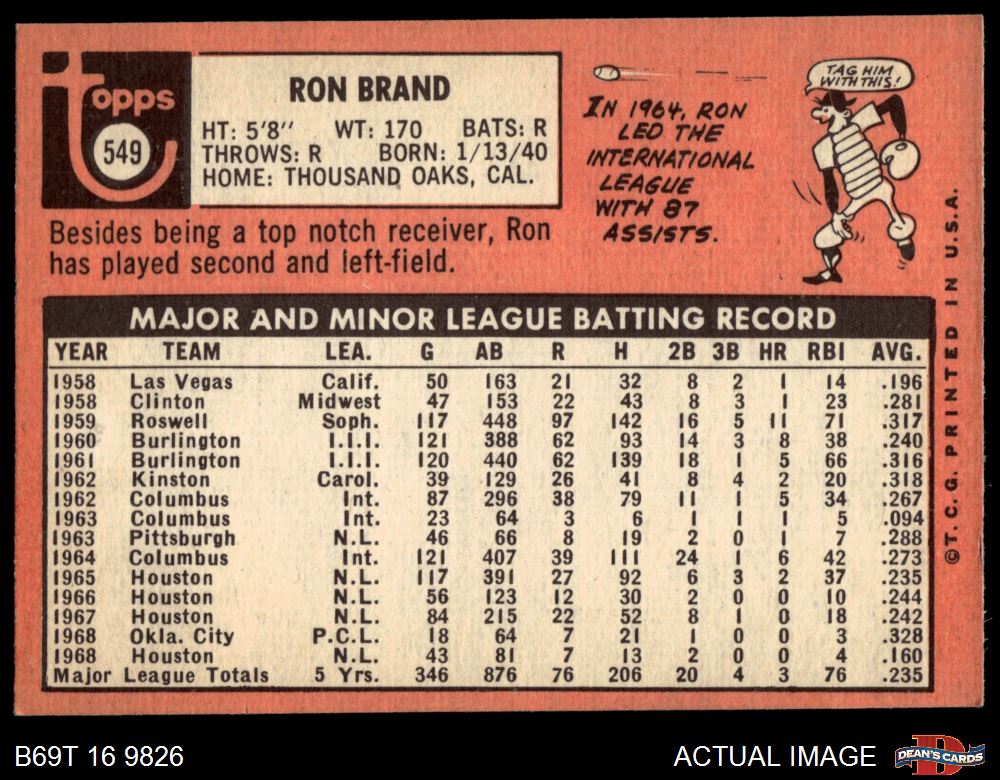 topps
549
RON BRAND
HT: 5'8" WT: 170 BATS: R
THROWS: R BORN: 1/13/40
HOME: THOUSAND OAKS, CAL.
Besides being a top notch receiver, Ron
has played second and left-field.
IN 1964, RON
LED THE
INTERNATIONAL
LEAGUE
WITH 87
ASSISTS.
TAG HIM
WITH THIS!
MAJOR AND MINOR LEAGUE BATTING RECORD
YEAR TEAM LEA. G AB R H 2B 3B HR RBI AVG.
1958 Las Vegas Calif. 50 163 21 32 8 2 1 14 .196
1958 Clinton Midwest 47 153 22 43 8 3 1 23 .281
1959 Roswell Soph. 117 448 97 142 16 5 11 71 .317
1960 Burlington I.I.I. 121 388 62 93 14 3 8 38 .240
1961 Burlington I.I.I. 120 440 62 139 18 1 5 66 .316
1962 Kinston Carol. 39 129 26 41 8 4 2 20 .318
1962 Columbus Int. 87 296 38 79 11 1 5 34 .267
1963 Columbus Int. 23 64 3 6 1 1 1 5 .094
1963 Pittsburgh N.L. 46 66 8 19 2 0 1 7 .288
1964 Columbus Int. 121 407 39 111 24 1 6 42 .273
1965 Houston N.L. 117 391 27 92 6 3 2 37 .235
1966 Houston N.L. 56 123 12 30 2 0 0 10 .244
1967 Houston N.L. 84 215 22 52 8 1 0 18 .242
1968 Okla. City P.C.L. 18 64 7 21 1 0 0 3 .328
1968 Houston N.L. 43 81 7 13 2 0 0 4 .160
Major League Totals 5 Yrs. 346 876 76 206 20 4 3 76 .235
©T.C.G. PRINTED IN U.S.A.
B69T 16 9826
ACTUAL IMAGE
DEAN'S CARDS